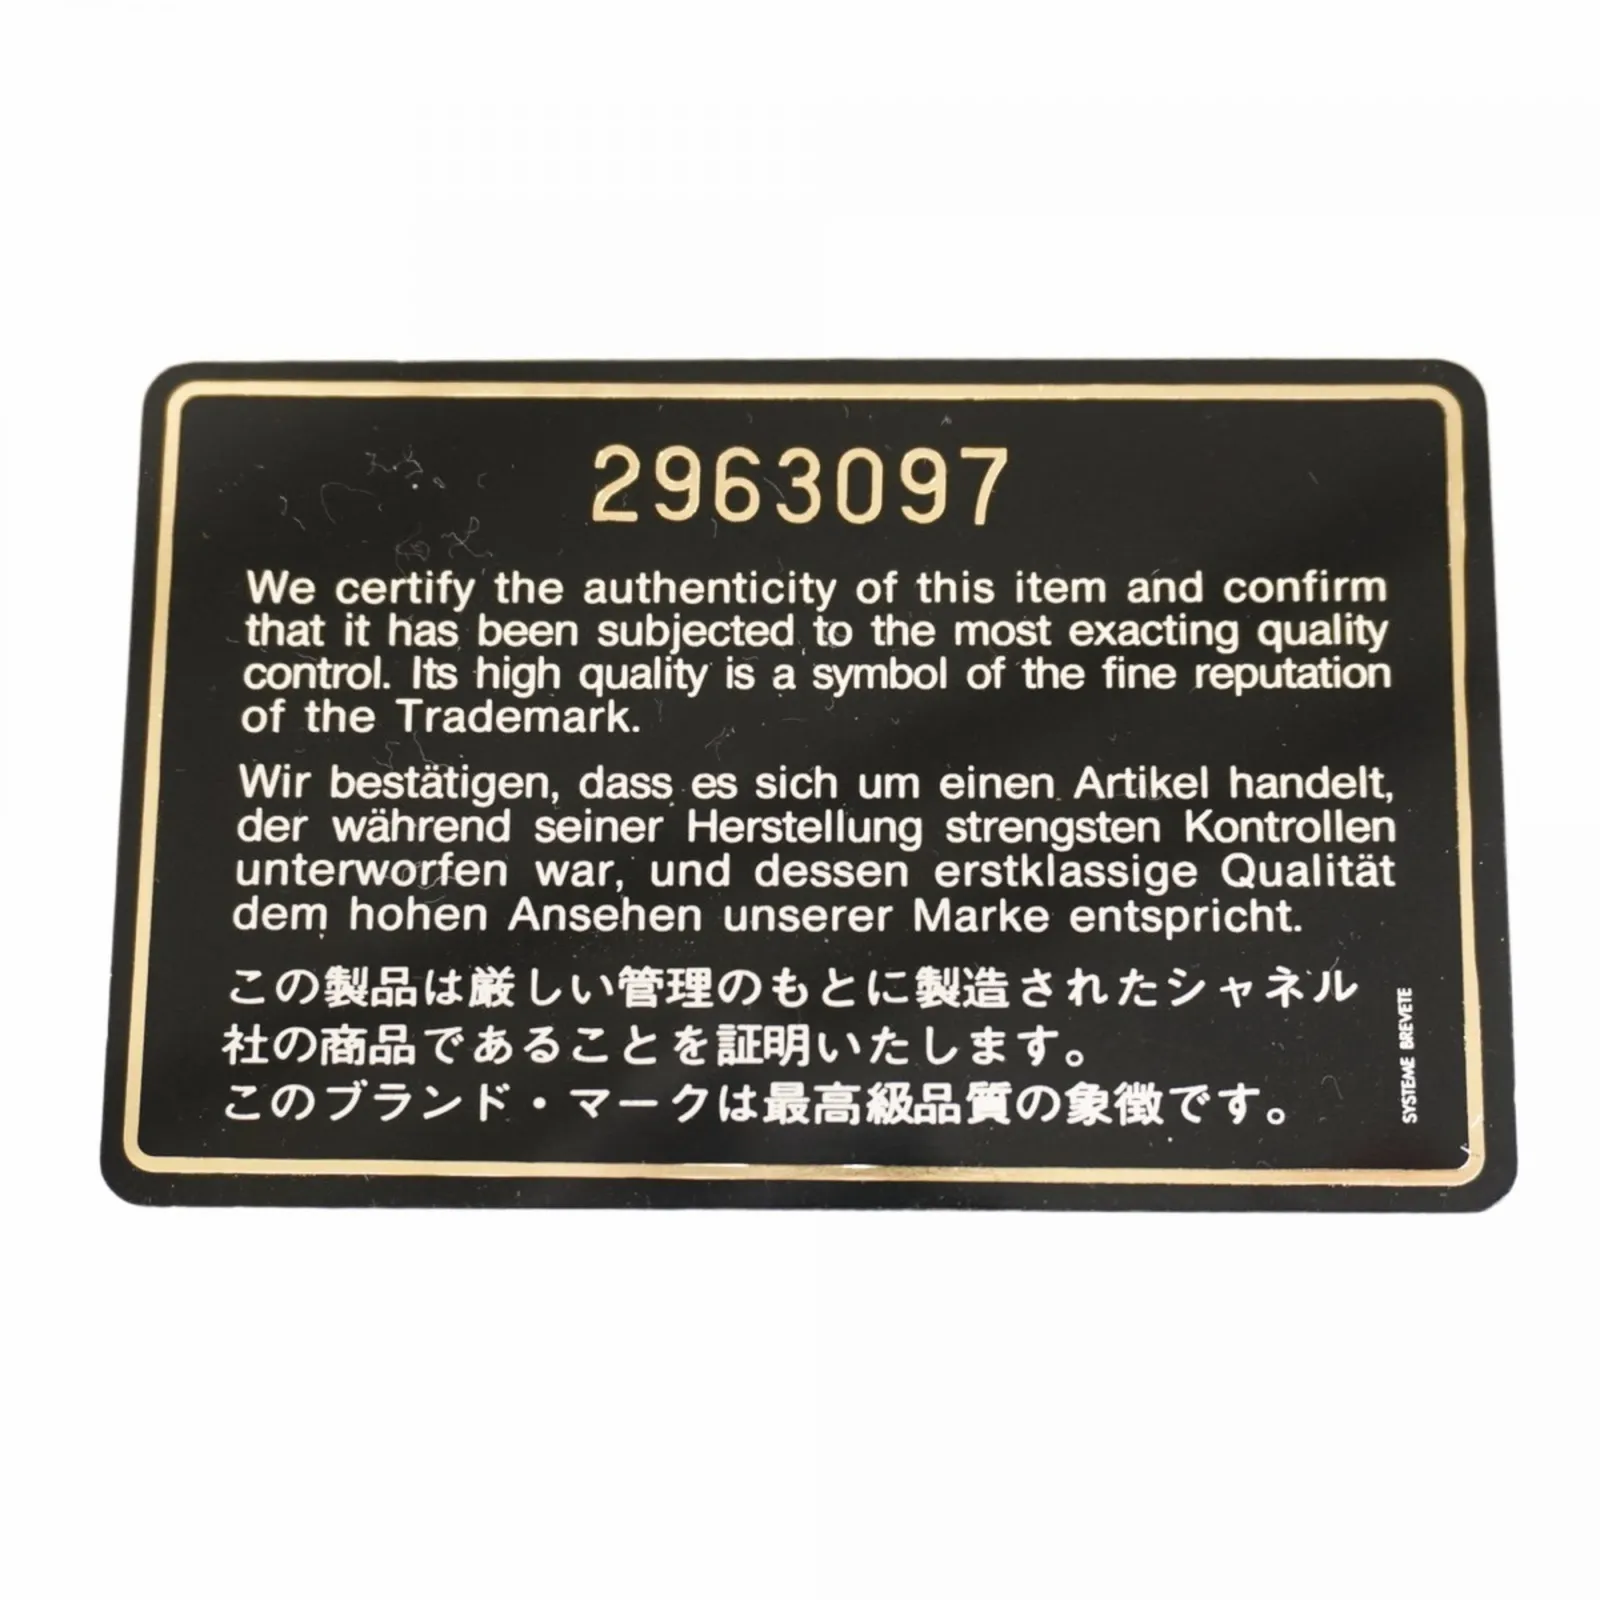 2963097
We certify the authenticity of this item and confirm
that it has been subjected to the most exacting quality
control. Its high quality is a symbol of the fine reputation
of the Trademark.
Wir bestätigen, dass es sich um einen Artikel handelt,
der während seiner Herstellung strengsten Kontrollen
unterworfen war, und dessen erstklassige Qualität
dem hohen Ansehen unserer Marke entspricht.
この製品は厳しい管理のもとに製造されたシャネル
社の商品であることを証明いたします。
このブランド・マークは最高級品質の象徴です。
SYSTEME BREVETE